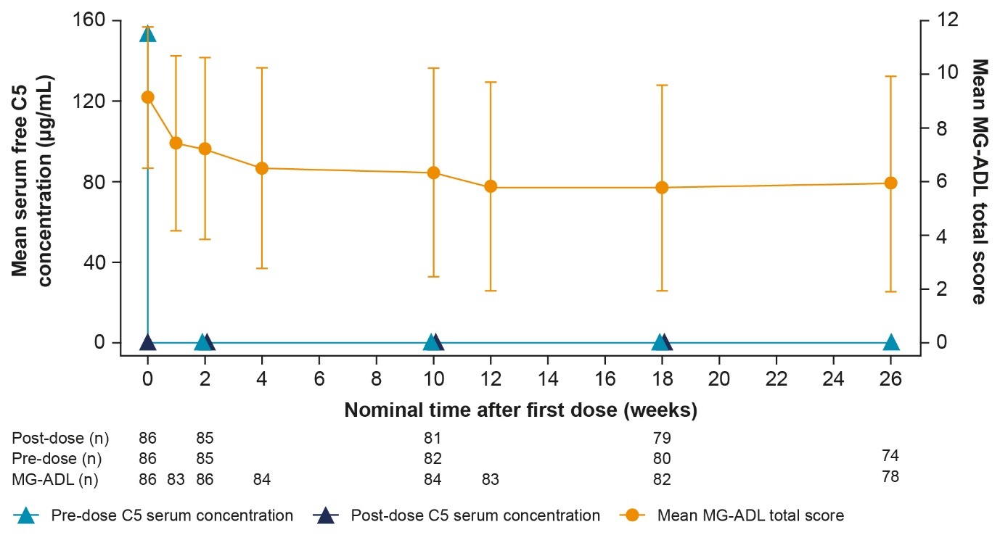 160
120
80
40
0
Mean serum free C5
concentration (µg/mL)
12
10
8
6
4
2
0
Mean MG-ADL total score
0 2 4 6 8 10 12 14 16 18 20 22 24 26
Nominal time after first dose (weeks)
Post-dose (n) 86 85 81 79
Pre-dose (n) 86 85 82 80 74
MG-ADL (n) 86 83 86 84 84 83 82 78
Pre-dose C5 serum concentration Post-dose C5 serum concentration Mean MG-ADL total score